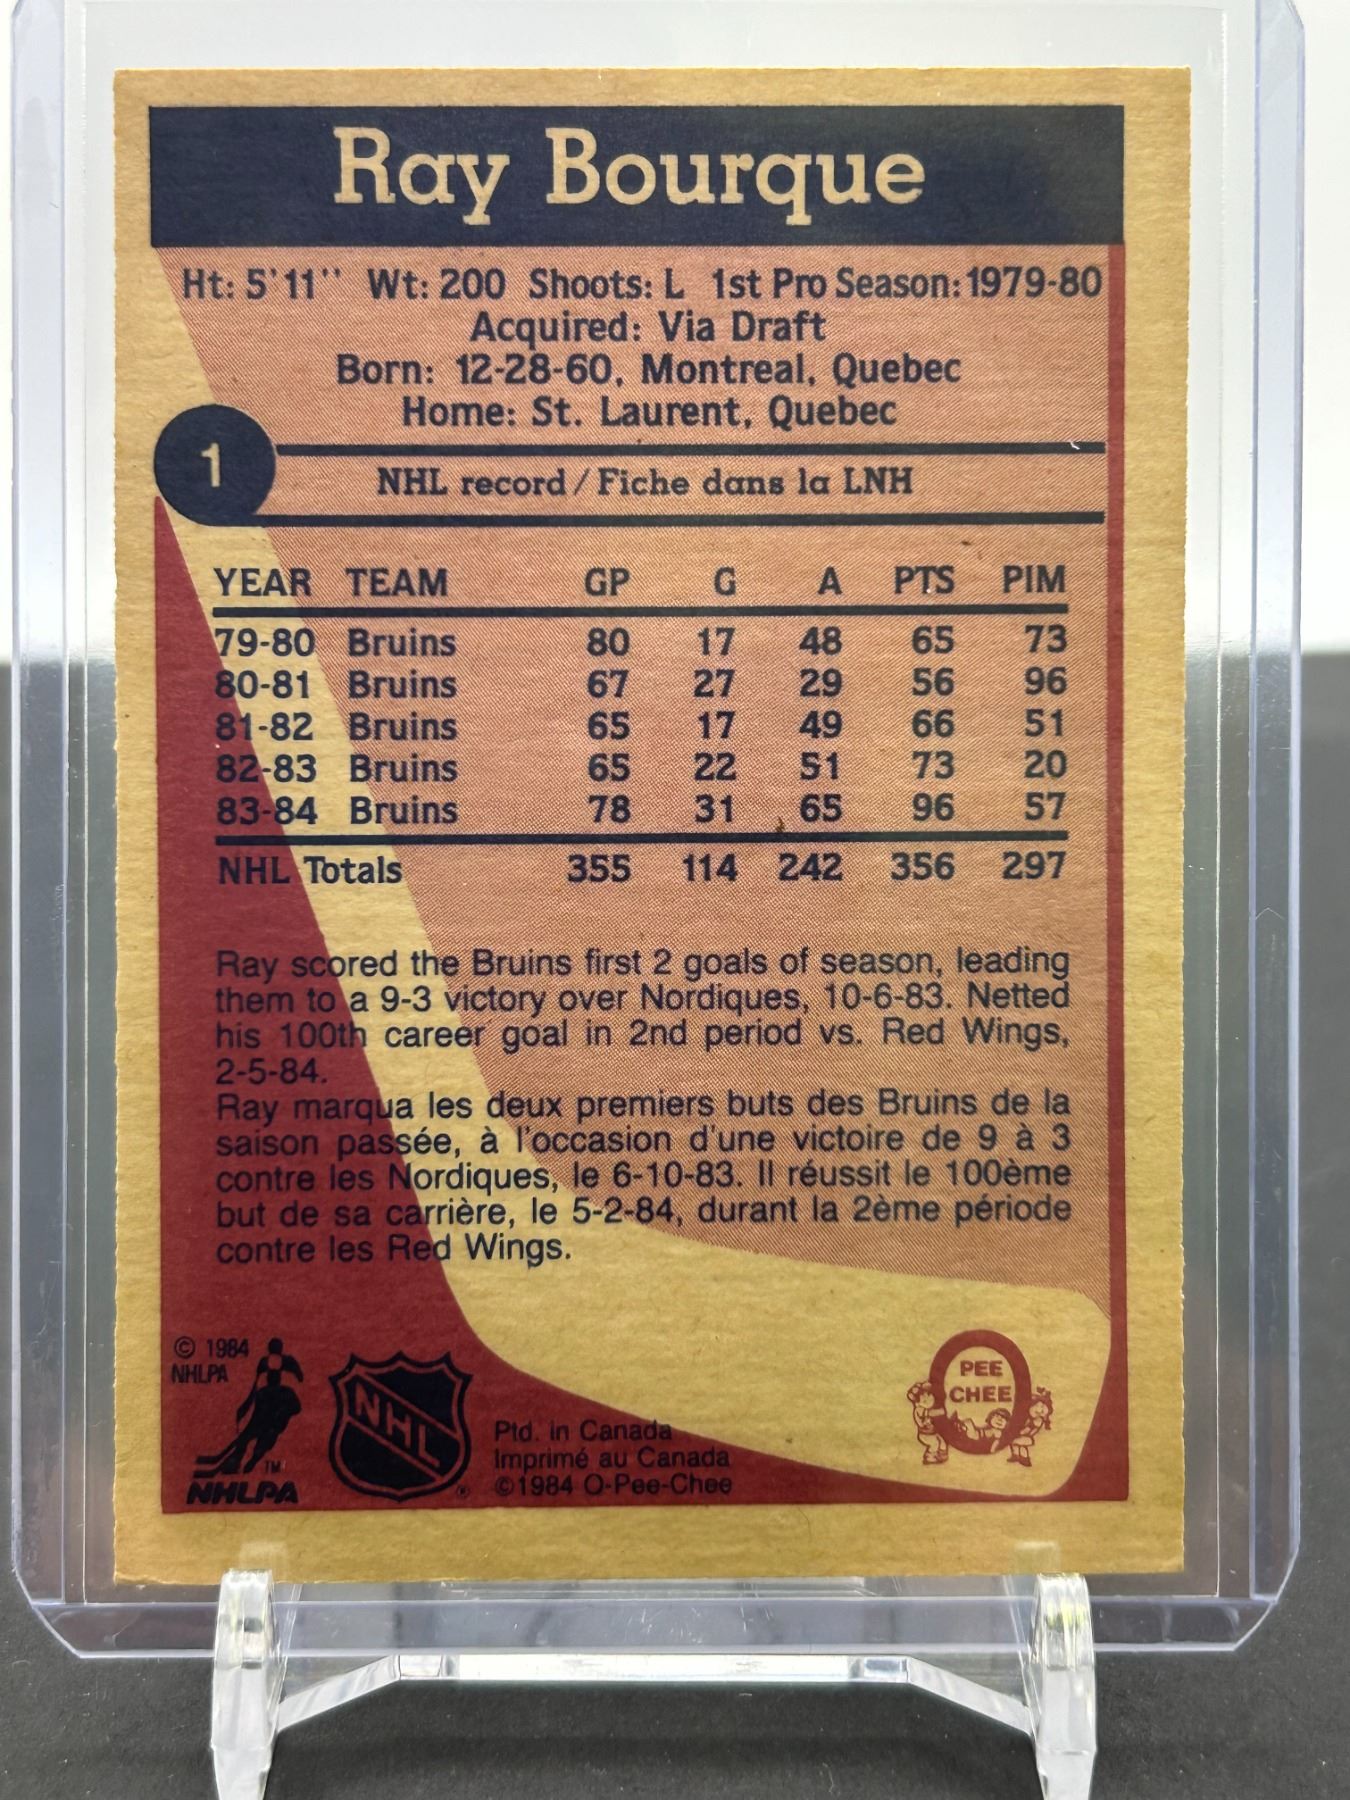 Ray Bourque
Ht: 5'11'' Wt: 200 Shoots: L 1st Pro Season: 1979-80
Acquired: Via Draft
Born: 12-28-60, Montreal, Quebec
Home: St. Laurent, Quebec
1
NHL record / Fiche dans la LNH
YEAR TEAM GP G A PTS PIM
79-80 Bruins 80 17 48 65 73
80-81 Bruins 67 27 29 56 96
81-82 Bruins 65 17 49 66 51
82-83 Bruins 65 22 51 73 20
83-84 Bruins 78 31 65 96 57
NHL Totals 355 114 242 356 297
Ray scored the Bruins first 2 goals of season, leading
them to a 9-3 victory over Nordiques, 10-6-83. Netted
his 100th career goal in 2nd period vs. Red Wings,
2-5-84.
Ray marqua les deux premiers buts des Bruins de la
saison passée, à l'occasion d'une victoire de 9 à 3
contre les Nordiques, le 6-10-83. Il réussit le 100ème
but de sa carrière, le 5-2-84, durant la 2ème période
contre les Red Wings.
© 1984
NHLPA
TM
NHLPA
NHL
®
Ptd. in Canada
Imprimé au Canada
©1984 O-Pee-Chee
O
PEE
CHEE